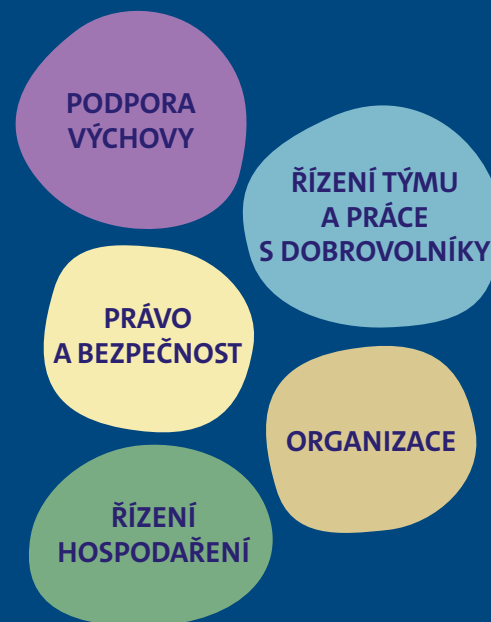 PODPORA
VÝCHOVY
ŘÍZENÍ TÝMU
A PRÁCE
S DOBROVOLNÍKY
PRÁVO
A BEZPEČNOST
ORGANIZACE
ŘÍZENÍ
HOSPODAŘENÍ